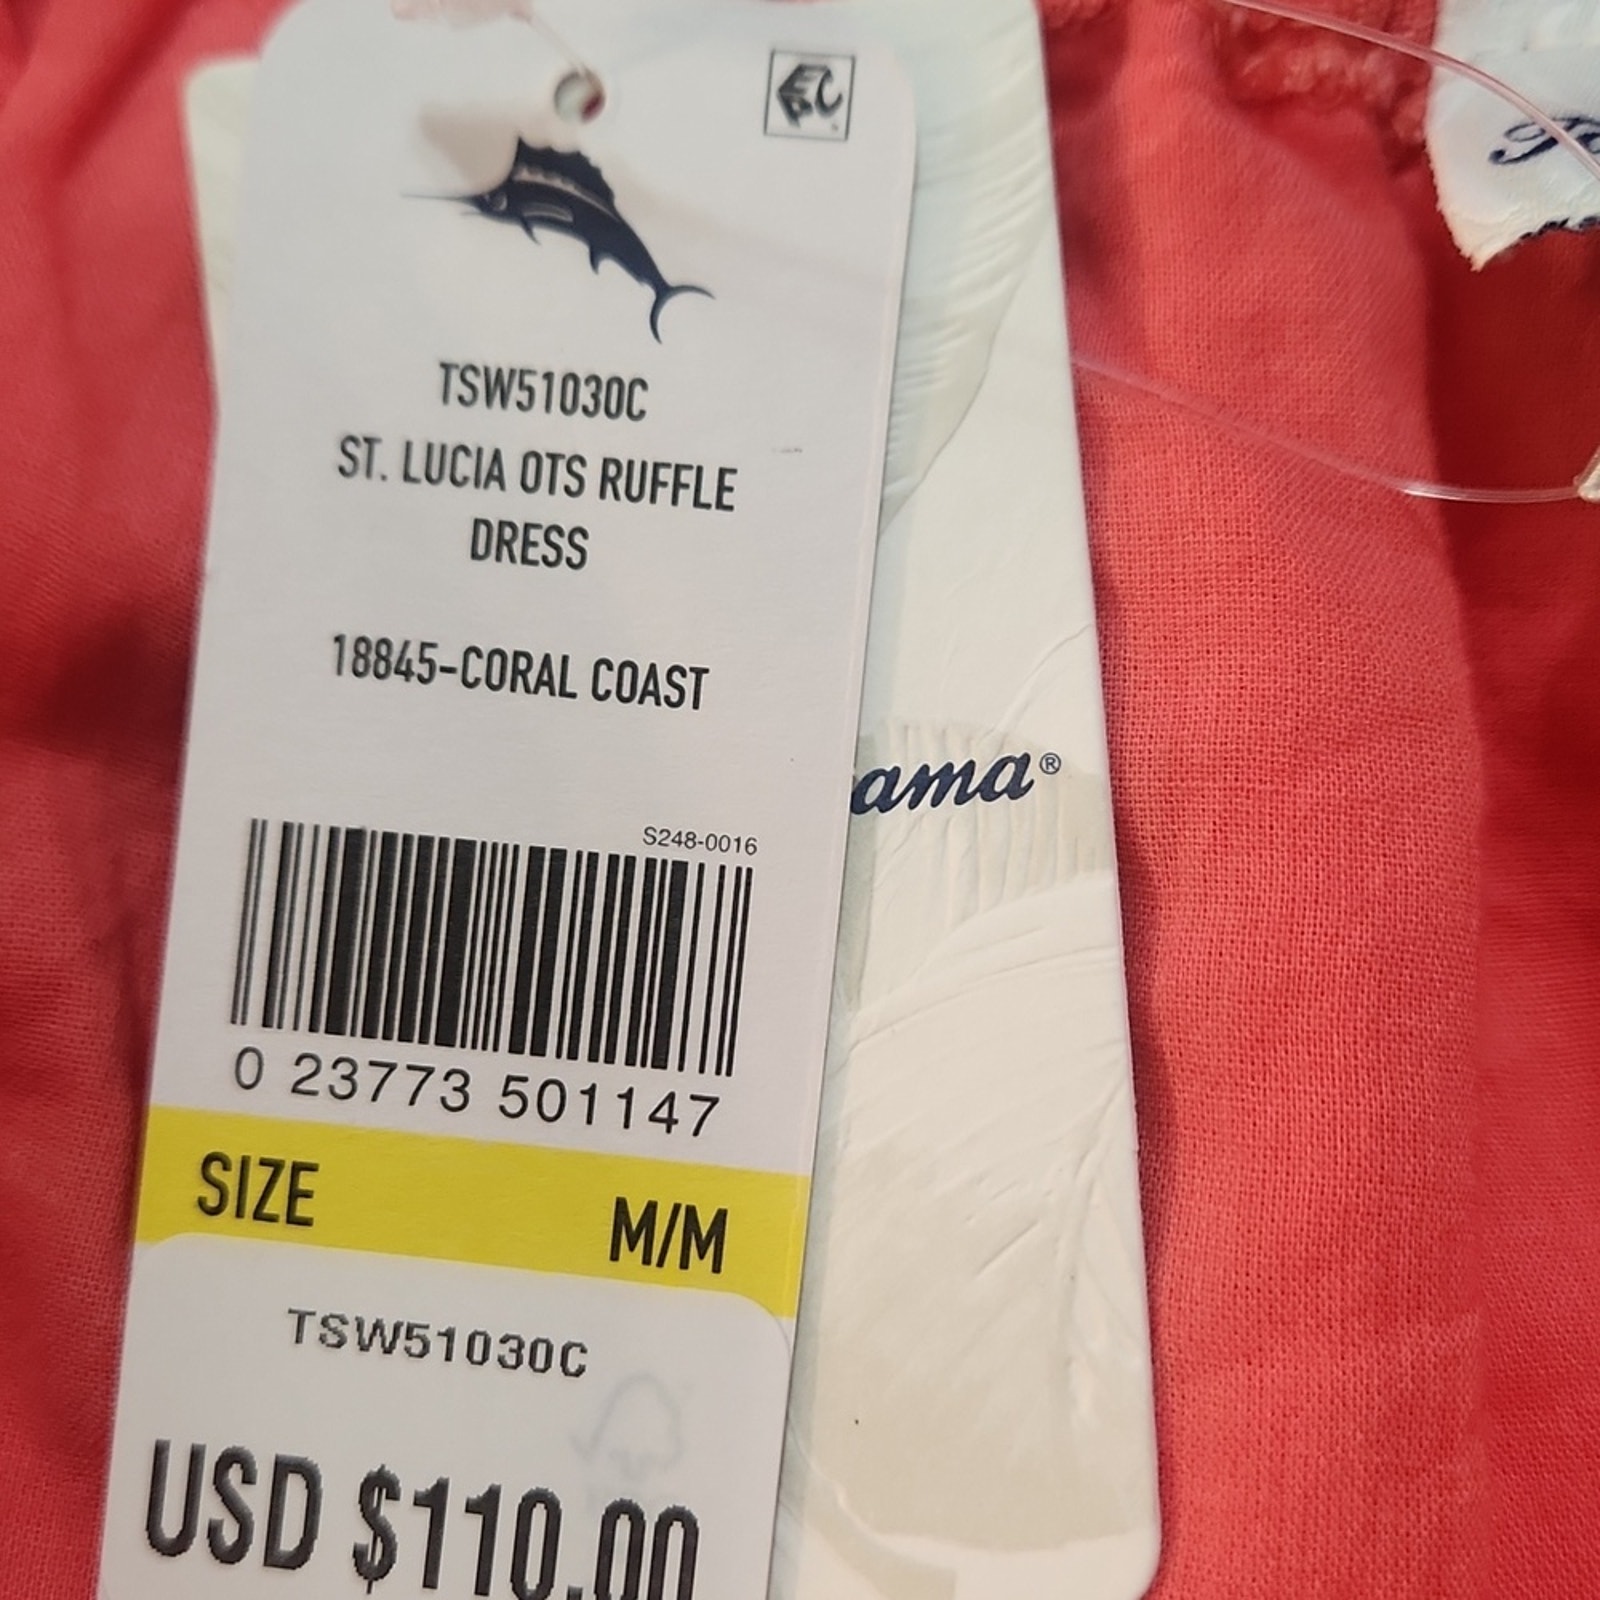 EPC
TSW51030C
ST. LUCIA OTS RUFFLE
DRESS
18845-CORAL COAST
ama®
S248-0016
0 23773 501147
SIZE M/M
TSW51030C
USD $110.00